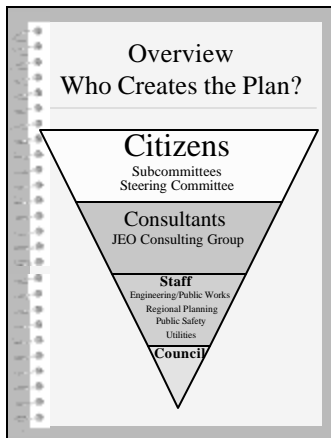 Overview
Who Creates the Plan?
Citizens
Subcommittees
Steering Committee
Consultants
JEO Consulting Group
Staff
Engineering/Public Works
Regional Planning
Public Safety
Utilities
Council